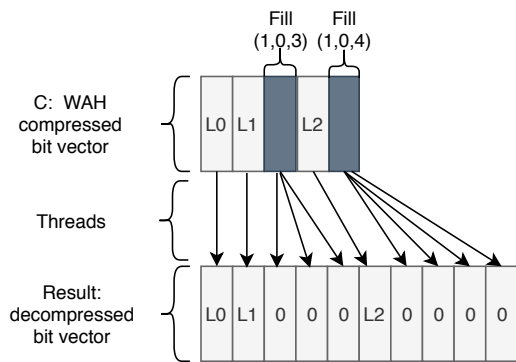 Fill Fill
(1,0,3) (1,0,4)
C: WAH
compressed
bit vector
L0 L1 L2
Threads
Result:
decompressed
bit vector
L0 L1 0 0 0 L2 0 0 0 0